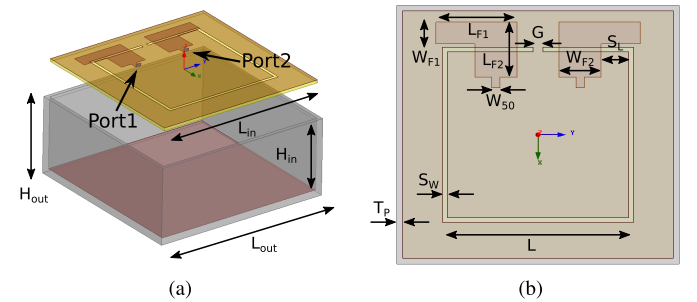 Port2
Port1
L_in
H_in
H_out
L_out
(a)
L_F1
G
W_F1
L_F2
W_F2
S_L
W_50
Z
Y
X
S_W
T_P
L
(b)